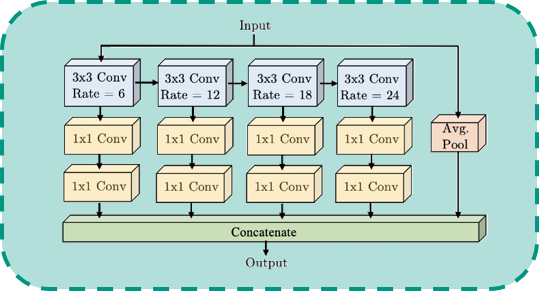 Input
3x3 Conv
Rate = 6
3x3 Conv
Rate = 12
3x3 Conv
Rate = 18
3x3 Conv
Rate = 24
1x1 Conv
1x1 Conv
1x1 Conv
1x1 Conv
Avg.
Pool
1x1 Conv
1x1 Conv
1x1 Conv
1x1 Conv
Concatenate
Output